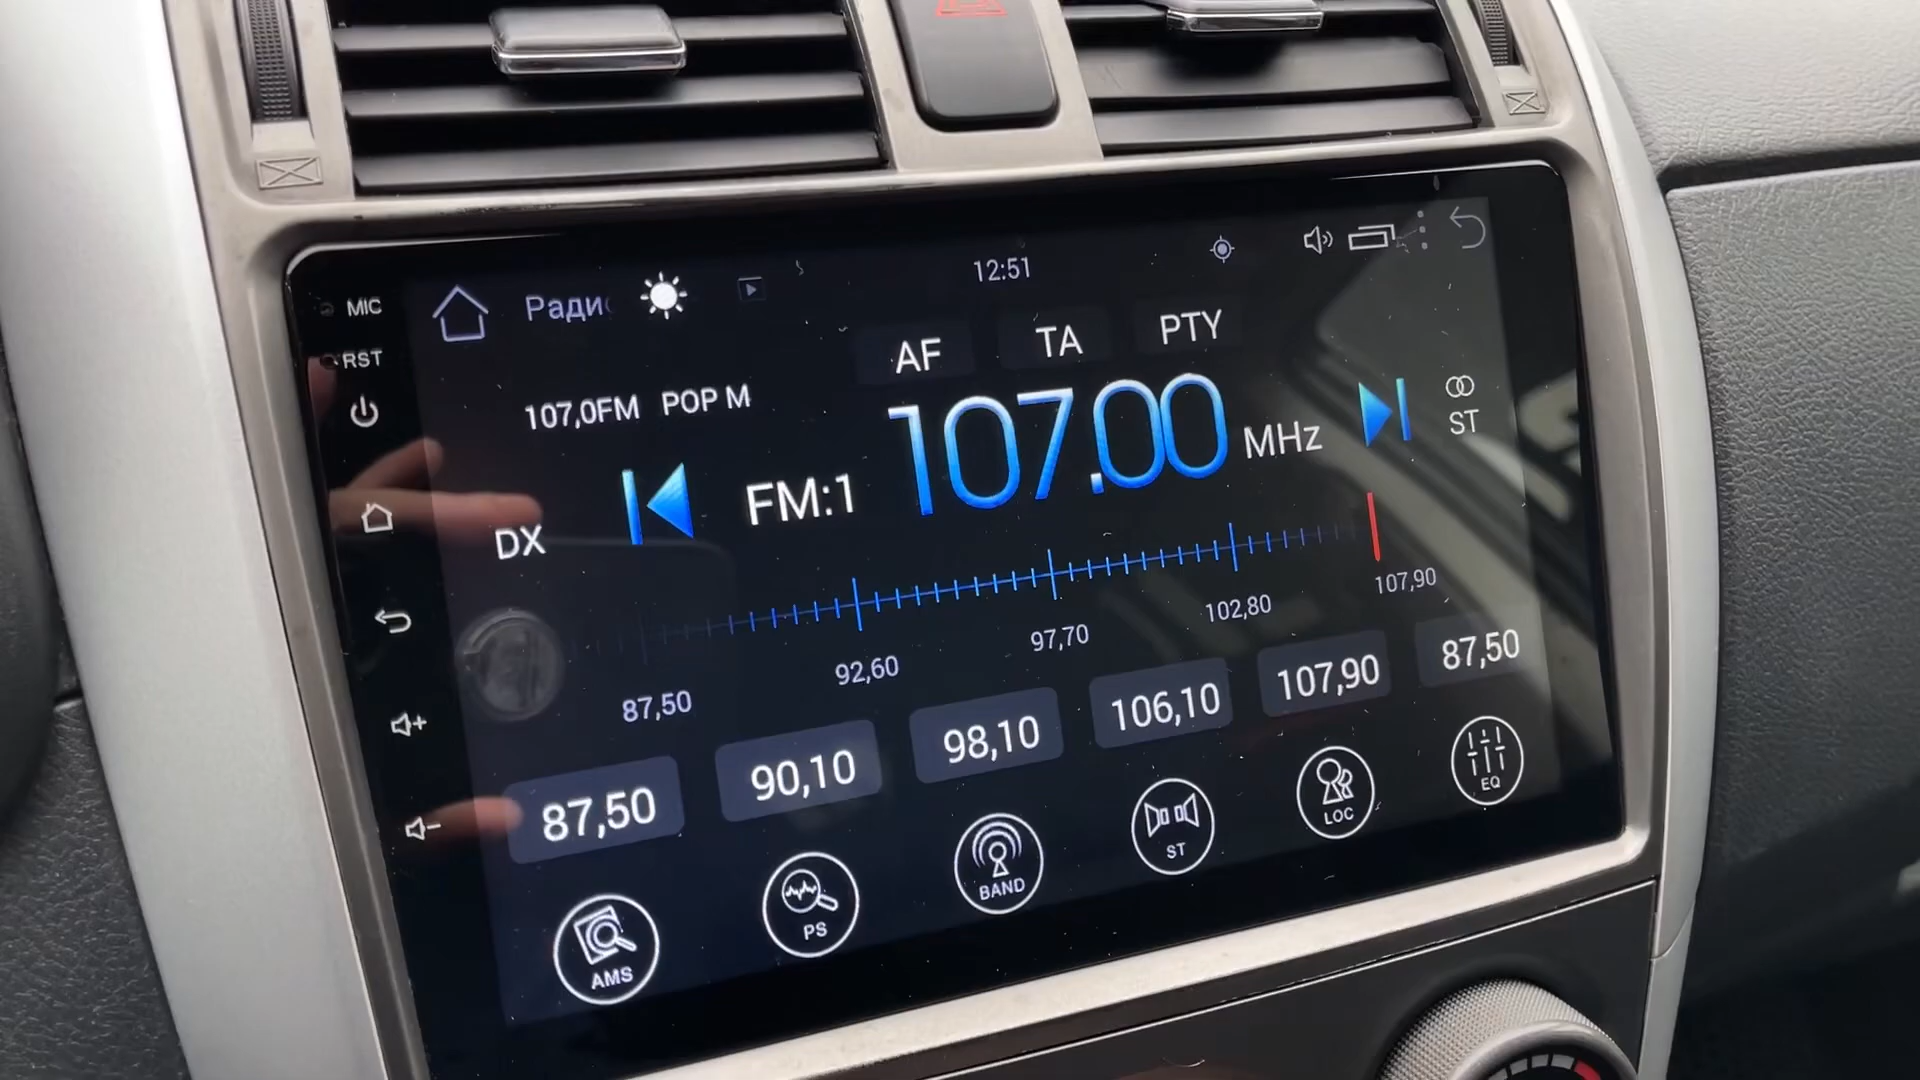 12:51
MIC
Радио
RST
AF TA PTY
107,0FM POP M
FM:1 107.00 MHz
ST
DX
87,50 92,60 97,70 102,80 107,90
87,50 90,10 98,10 106,10 107,90 87,50
AMS PS BAND ST LOC EQ